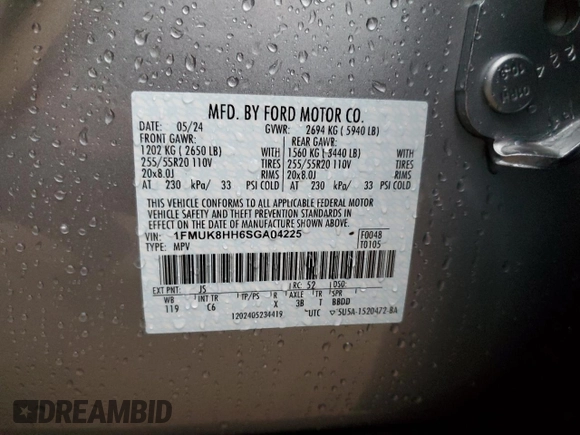 MFD. BY FORD MOTOR CO.
DATE: 05/24 GVWR: 2694 KG ( 5940 LB)
FRONT GAWR: REAR GAWR:
1202 KG ( 2650 LB) WITH 1560 KG ( 3440 LB) WITH
255/55R20 110V TIRES 255/55R20 110V TIRES
20x8.0J RIMS 20x8.0J RIMS
AT 230 kPa/ 33 PSI COLD AT 230 kPa/ 33 PSI COLD
THIS VEHICLE CONFORMS TO ALL APPLICABLE FEDERAL MOTOR
VEHICLE SAFETY AND THEFT PREVENTION STANDARDS IN
EFFECT ON THE DATE OF MANUFACTURE SHOWN ABOVE.
VIN: 1FMUK8HH6SGA04225 F0048
TYPE: MPV T0105
EXT PNT: JS RC: 52 DSO:
WB INT TR TP/PS R AXLE TR SPR
119 C6 X 3B T BBDD
1202405234419 UTC 5USA-1520472-BA
DREAMBID